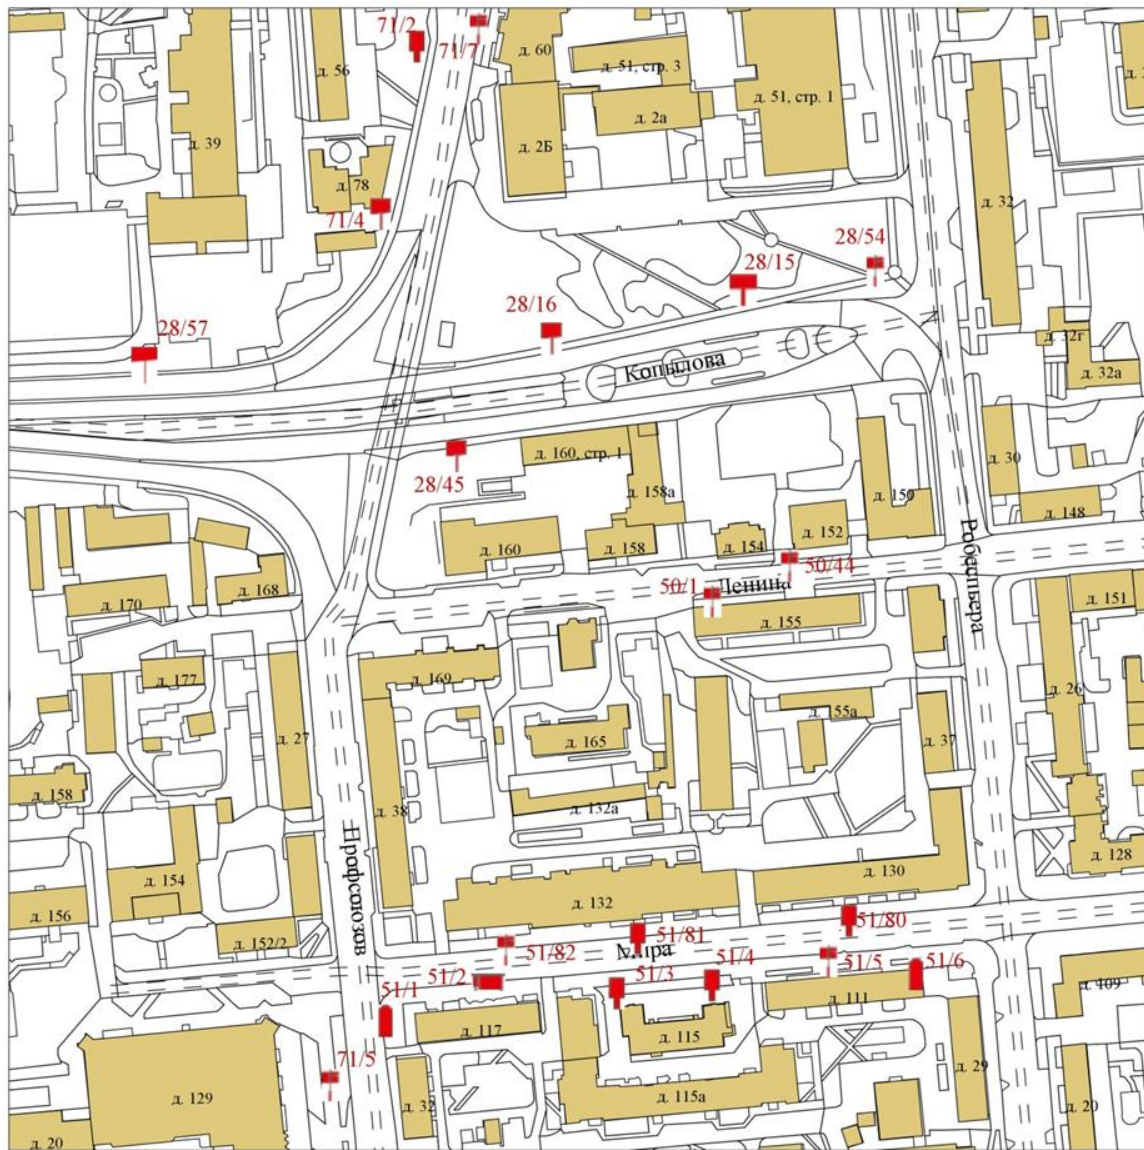 71/2
71/7
д. 60
д. 51, стр. 3
д. 56
д. 51, стр. 1
д. 2а
д. 39
д. 2Б
д. 78
д. 32
71/4
28/54
28/15
28/16
28/57
д. 32г
Копылова
д. 32а
д. 160, стр. 1
д. 30
28/45
д. 158а
д. 150
д. 148
д. 152
д. 160
д. 158
д. 154
50/44
Робеспьера
д. 168
50/1
Ленина
д. 170
д. 151
д. 155
д. 177
д. 169
д. 26
д. 155а
д. 27
д. 165
д. 37
д. 158
д. 38
д. 132а
Профсоюзов
д. 128
д. 154
д. 130
д. 132
д. 156
51/80
51/81
д. 152/2
51/82
Мира
51/4
51/5
51/6
51/2
51/3
51/1
д. 109
д. 111
д. 117
д. 115
71/5
д. 29
д. 129
д. 32
д. 115а
д. 20
д. 20